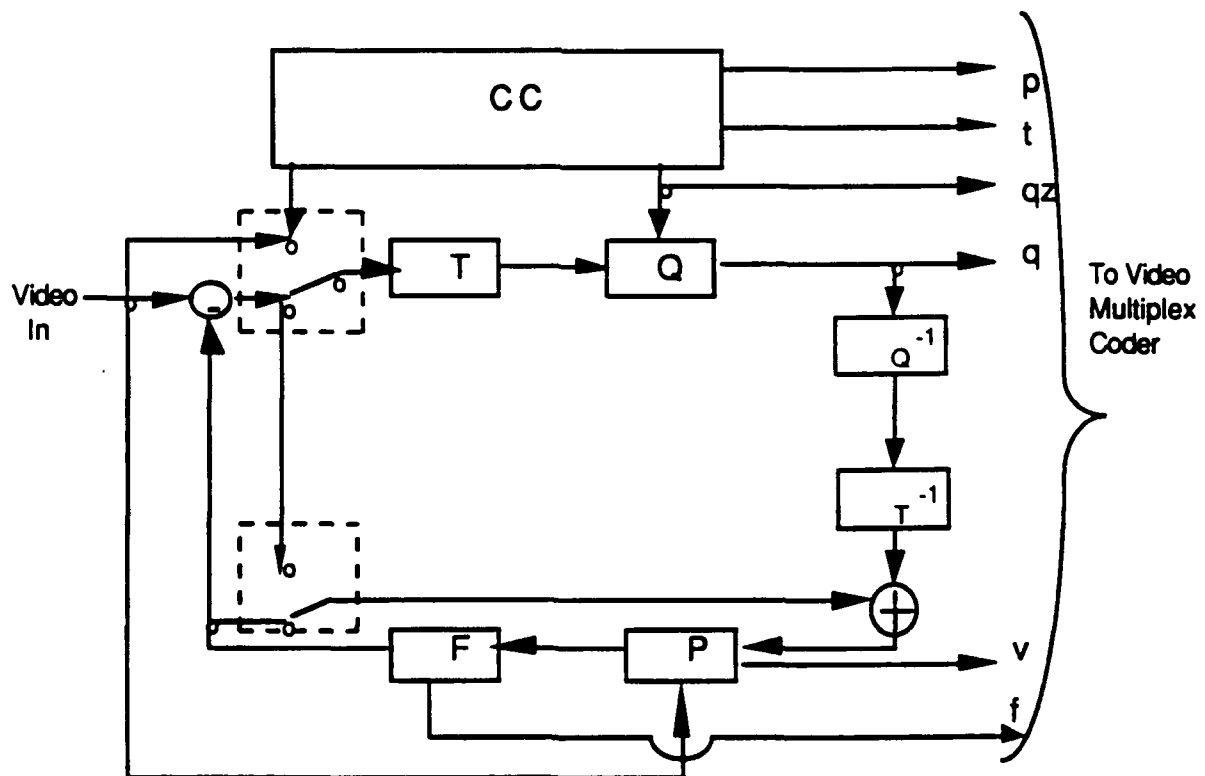 CC
p
t
qz
q
T
Q
Video
In
-
To Video
Multiplex
Coder
Q⁻¹
T⁻¹
+
F
P
v
f